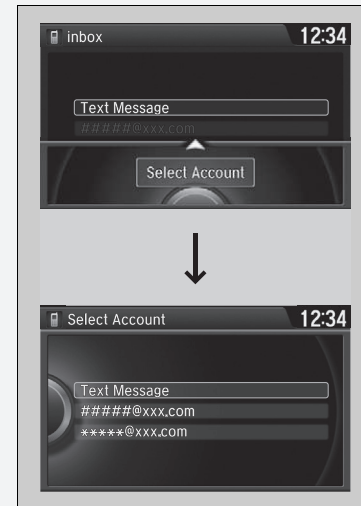 inbox 12:34
Text Message
#####@xxx.com
Select Account
Select Account 12:34
Text Message
#####@xxx.com
*****@xxx.com